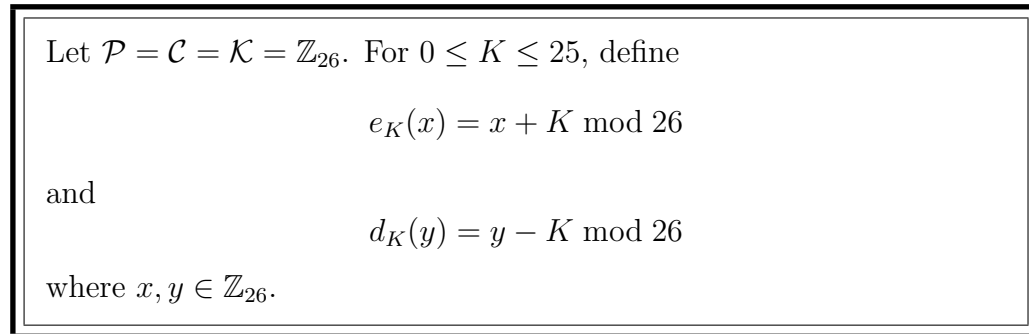 Let 𝒫 = 𝒞 = 𝒦 = ℤ₂₆. For 0 ≤ K ≤ 25, define
e_K(x) = x + K mod 26
and
d_K(y) = y − K mod 26
where x, y ∈ ℤ₂₆.